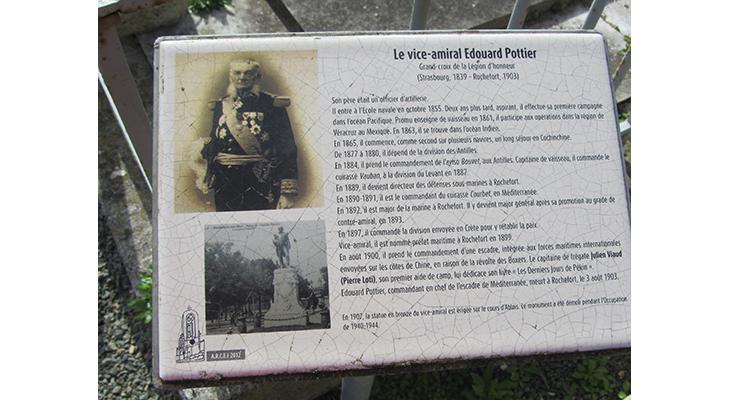 Le vice-amiral Edouard Pottier
Grand-croix de la Légion d'honneur
(Strasbourg, 1839 - Rochefort, 1903)
Son père était un officier d'artillerie.
Il entre à l'Ecole navale en octobre 1855. Deux ans plus tard, aspirant, il effectue sa première campagne
dans l'océan Pacifique. Promu enseigne de vaisseau en 1861, il participe aux opérations dans la région de
Véracruz au Mexique. En 1863, il se trouve dans l'océan Indien.
En 1865, il commence, comme second sur plusieurs navires, un long séjour en Cochinchine.
De 1877 à 1880, il dépend de la division des Antilles.
En 1884, il prend le commandement de l'aviso Bouvet, aux Antilles. Capitaine de vaisseau, il commande le
cuirassé Vauban, à la division du Levant en 1887.
En 1889, il devient directeur des défenses sous-marines à Rochefort.
En 1890-1891, il est le commandant du cuirassé Courbet, en Méditerranée.
En 1892, il est major de la marine à Rochefort. Il y devient major général après sa promotion au grade de
contre-amiral, en 1893.
En 1897, il commande la division envoyée en Crète pour y rétablir la paix.
Vice-amiral, il est nommé préfet maritime à Rochefort en 1899.
En août 1900, il prend le commandement d'une escadre, intégrée aux forces maritimes internationales
envoyées sur les côtes de Chine, en raison de la révolte des Boxers. Le capitaine de frégate Julien Viaud
(Pierre Loti), son premier aide de camp, lui dédicace son livre « Les Derniers Jours de Pékin ».
Edouard Pottier, commandant en chef de l'escadre de Méditerranée, meurt à Rochefort, le 3 août 1903.
En 1907, la statue en bronze du vice-amiral est érigée sur le cours d'Ablois. Le monument a été démoli pendant l'Occupation
de 1940-1944.
A.R.C.E.F 2012